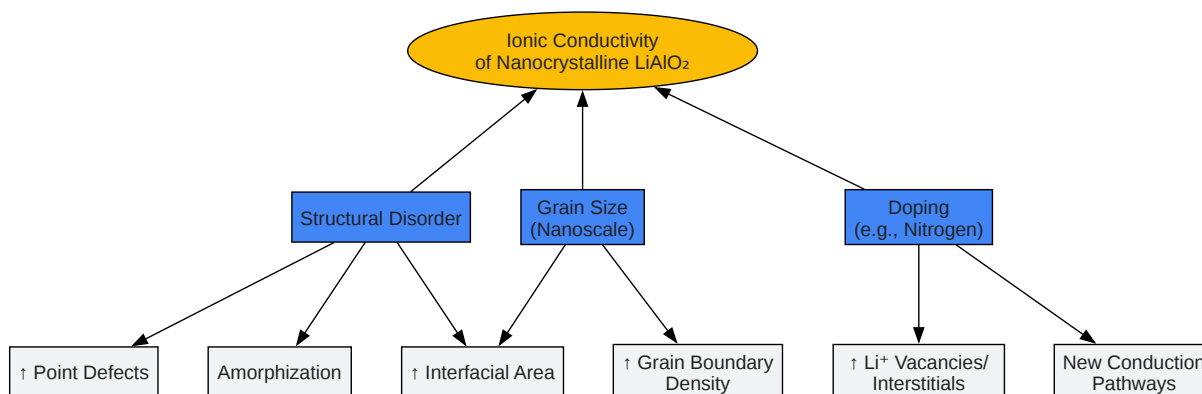 Ionic Conductivity
of Nanocrystalline LiAlO₂
Structural Disorder
Grain Size
(Nanoscale)
Doping
(e.g., Nitrogen)
↑ Point Defects
Amorphization
↑ Interfacial Area
↑ Grain Boundary
Density
↑ Li⁺ Vacancies/
Interstitials
New Conduction
Pathways